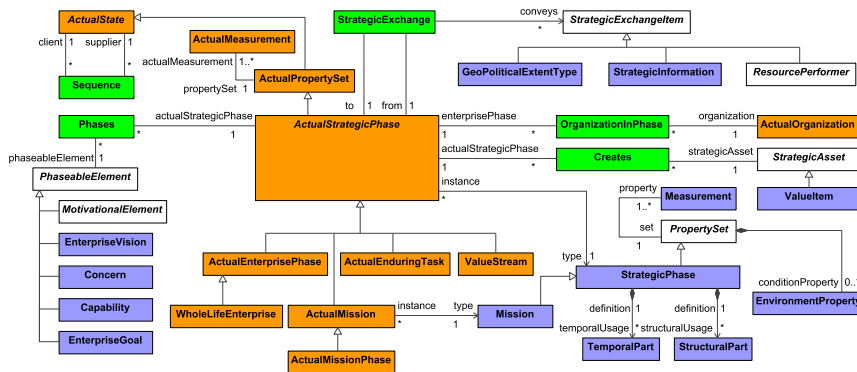 ActualState
client
1
supplier
1
*
*
Sequence
ActualMeasurement
actualMeasurement
1..*
propertySet
1
ActualPropertySet
StrategicExchange
conveys
*
StrategicExchangeItem
GeoPoliticalExtentType
StrategicInformation
ResourcePerformer
to
1
from
1
Phases
actualStrategicPhase
*
1
ActualStrategicPhase
enterprisePhase
1
*
OrganizationInPhase
organization
*
1
ActualOrganization
actualStrategicPhase
1
*
Creates
strategicAsset
*
1
StrategicAsset
ValueItem
instance
*
type
1
phaseableElement
*
1
PhaseableElement
MotivationalElement
EnterpriseVision
Concern
Capability
EnterpriseGoal
property
1..*
Measurement
set
1
PropertySet
StrategicPhase
conditionProperty
EnvironmentProperty
definition
1
definition
1
temporalUsage
*
structuralUsage
*
TemporalPart
StructuralPart
ActualEnterprisePhase
ActualEnduringTask
ValueStream
WholeLifeEnterprise
ActualMission
instance
*
type
1
Mission
ActualMissionPhase